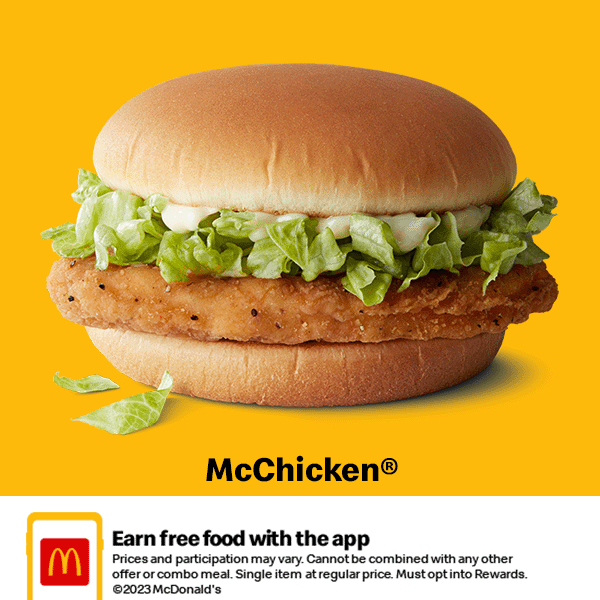 McChicken®
Earn free food with the app
Prices and participation may vary. Cannot be combined with any other
offer or combo meal. Single item at regular price. Must opt into Rewards.
©2023 McDonald's